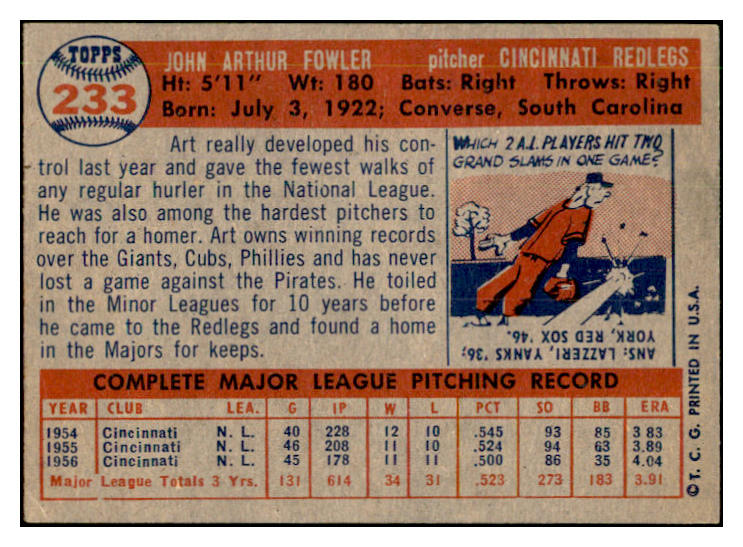 TOPPS
233
JOHN ARTHUR FOWLER pitcher CINCINNATI REDLEGS
Ht: 5'11" Wt: 180 Bats: Right Throws: Right
Born: July 3, 1922; Converse, South Carolina
Art really developed his con-
trol last year and gave the fewest walks of
any regular hurler in the National League.
He was also among the hardest pitchers to
reach for a homer. Art owns winning records
over the Giants, Cubs, Phillies and has never
lost a game against the Pirates. He toiled
in the Minor Leagues for 10 years before
he came to the Redlegs and found a home
in the Majors for keeps.
WHICH 2 A.L. PLAYERS HIT TWO
GRAND SLAMS IN ONE GAME?
ANS: LAZZERI, YANKS '36;
YORK, RED SOX '46.
COMPLETE MAJOR LEAGUE PITCHING RECORD
YEAR CLUB LEA. G IP W L PCT SO BB ERA
1954 Cincinnati N. L. 40 228 12 10 .545 93 85 3 83
1955 Cincinnati N. L. 46 208 11 10 .524 94 63 3.89
1956 Cincinnati N. L. 45 178 11 11 .500 86 35 4.04
Major League Totals 3 Yrs. 131 614 34 31 .523 273 183 3.91
©T. C. G. PRINTED IN U.S.A.